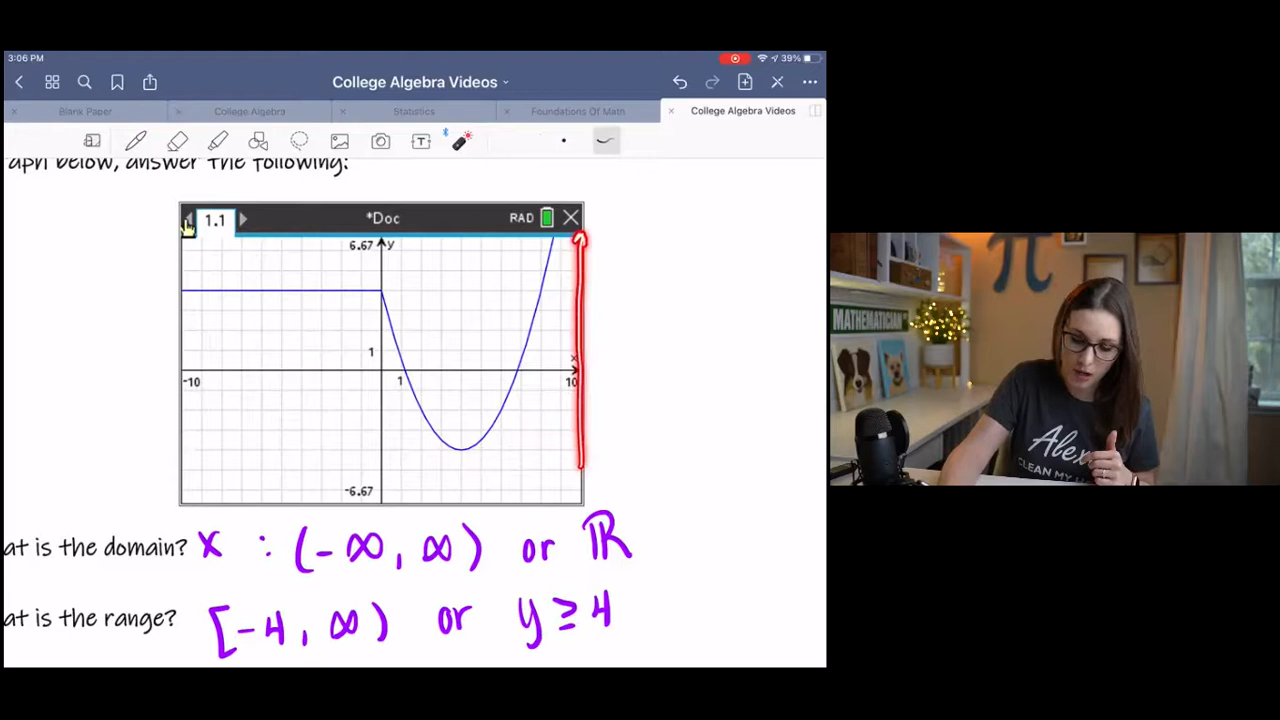 3:06 PM
39%
College Algebra Videos
Blank Paper
College Algebra
Statistics
Foundations Of Math
College Algebra Videos
T
aph below, answer the following:
1.1
*Doc
RAD
6.67
y
1
x
-10
1
10
-6.67
at is the domain? x : (-∞, ∞) or ℝ
at is the range? [-4, ∞) or y ≥ 4
MATHEMATICIAN
CLEAN MY